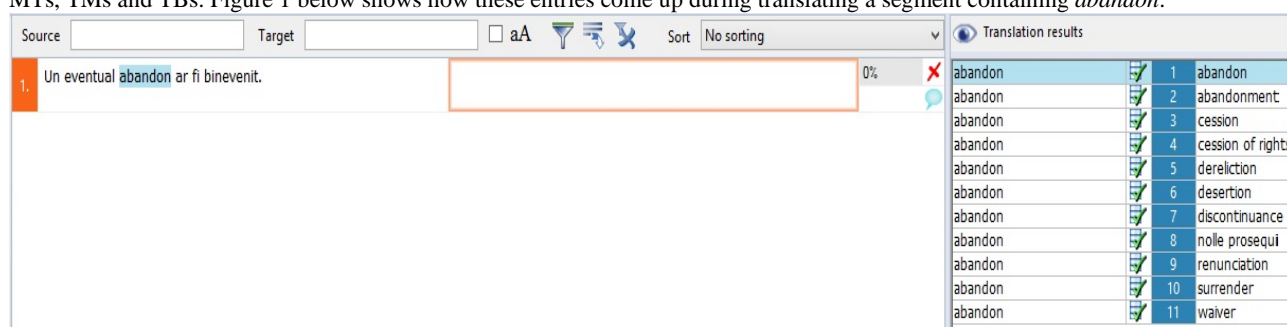 MTs, TMs and TBs. Figure 1 below shows how these entries come up during translating a segment containing abandon.
Source Target aA Sort No sorting Translation results
1. Un eventual abandon ar fi binevenit. 0%
abandon 1 abandon
abandon 2 abandonment
abandon 3 cession
abandon 4 cession of rights
abandon 5 dereliction
abandon 6 desertion
abandon 7 discontinuance
abandon 8 nolle prosequi
abandon 9 renunciation
abandon 10 surrender
abandon 11 waiver